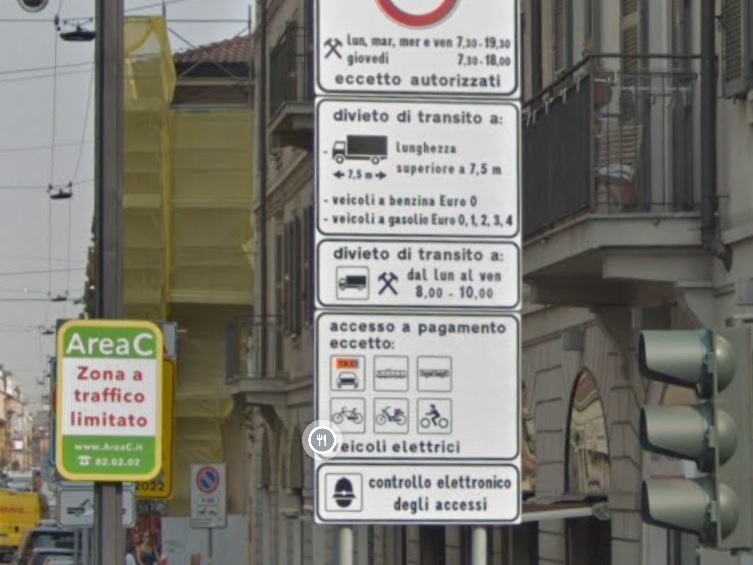 lun, mar, mer e ven 7,30-19,30
giovedi 7,30-18,00
eccetto autorizzati
divieto di transito a:
- lunghezza
7,5 m superiore a 7,5 m
- veicoli a benzina Euro 0
- veicoli a gasolio Euro 0, 1, 2, 3, 4
divieto di transito a:
dal lun al ven
8,00 - 10,00
accesso a pagamento
eccetto:
TAXI
veicoli elettrici
controllo elettronico
degli accessi
AreaC
Zona a
traffico
limitato
www.AreaC.it
☎ 02.02.02
2022